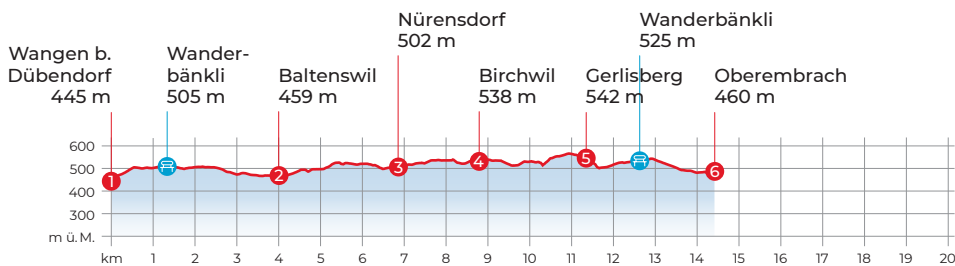 Wangen b.
Dübendorf
445 m
Wander-
bänkli
505 m
Baltenswil
459 m
Nürensdorf
502 m
Birchwil
538 m
Gerlisberg
542 m
Wanderbänkli
525 m
Oberembrach
460 m
600
500
400
300
m ü. M.
1
2
3
4
5
6
km 1 2 3 4 5 6 7 8 9 10 11 12 13 14 15 16 17 18 19 20